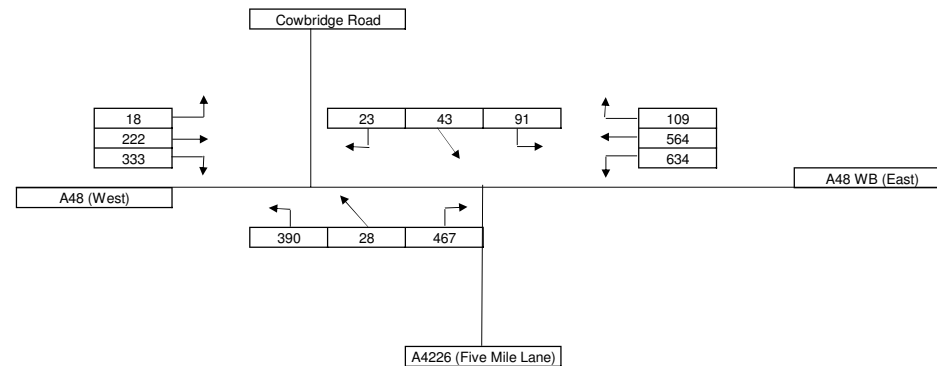 Cowbridge Road
18
222
333
23 43 91
109
564
634
A48 WB (East)
A48 (West)
390 28 467
A4226 (Five Mile Lane)